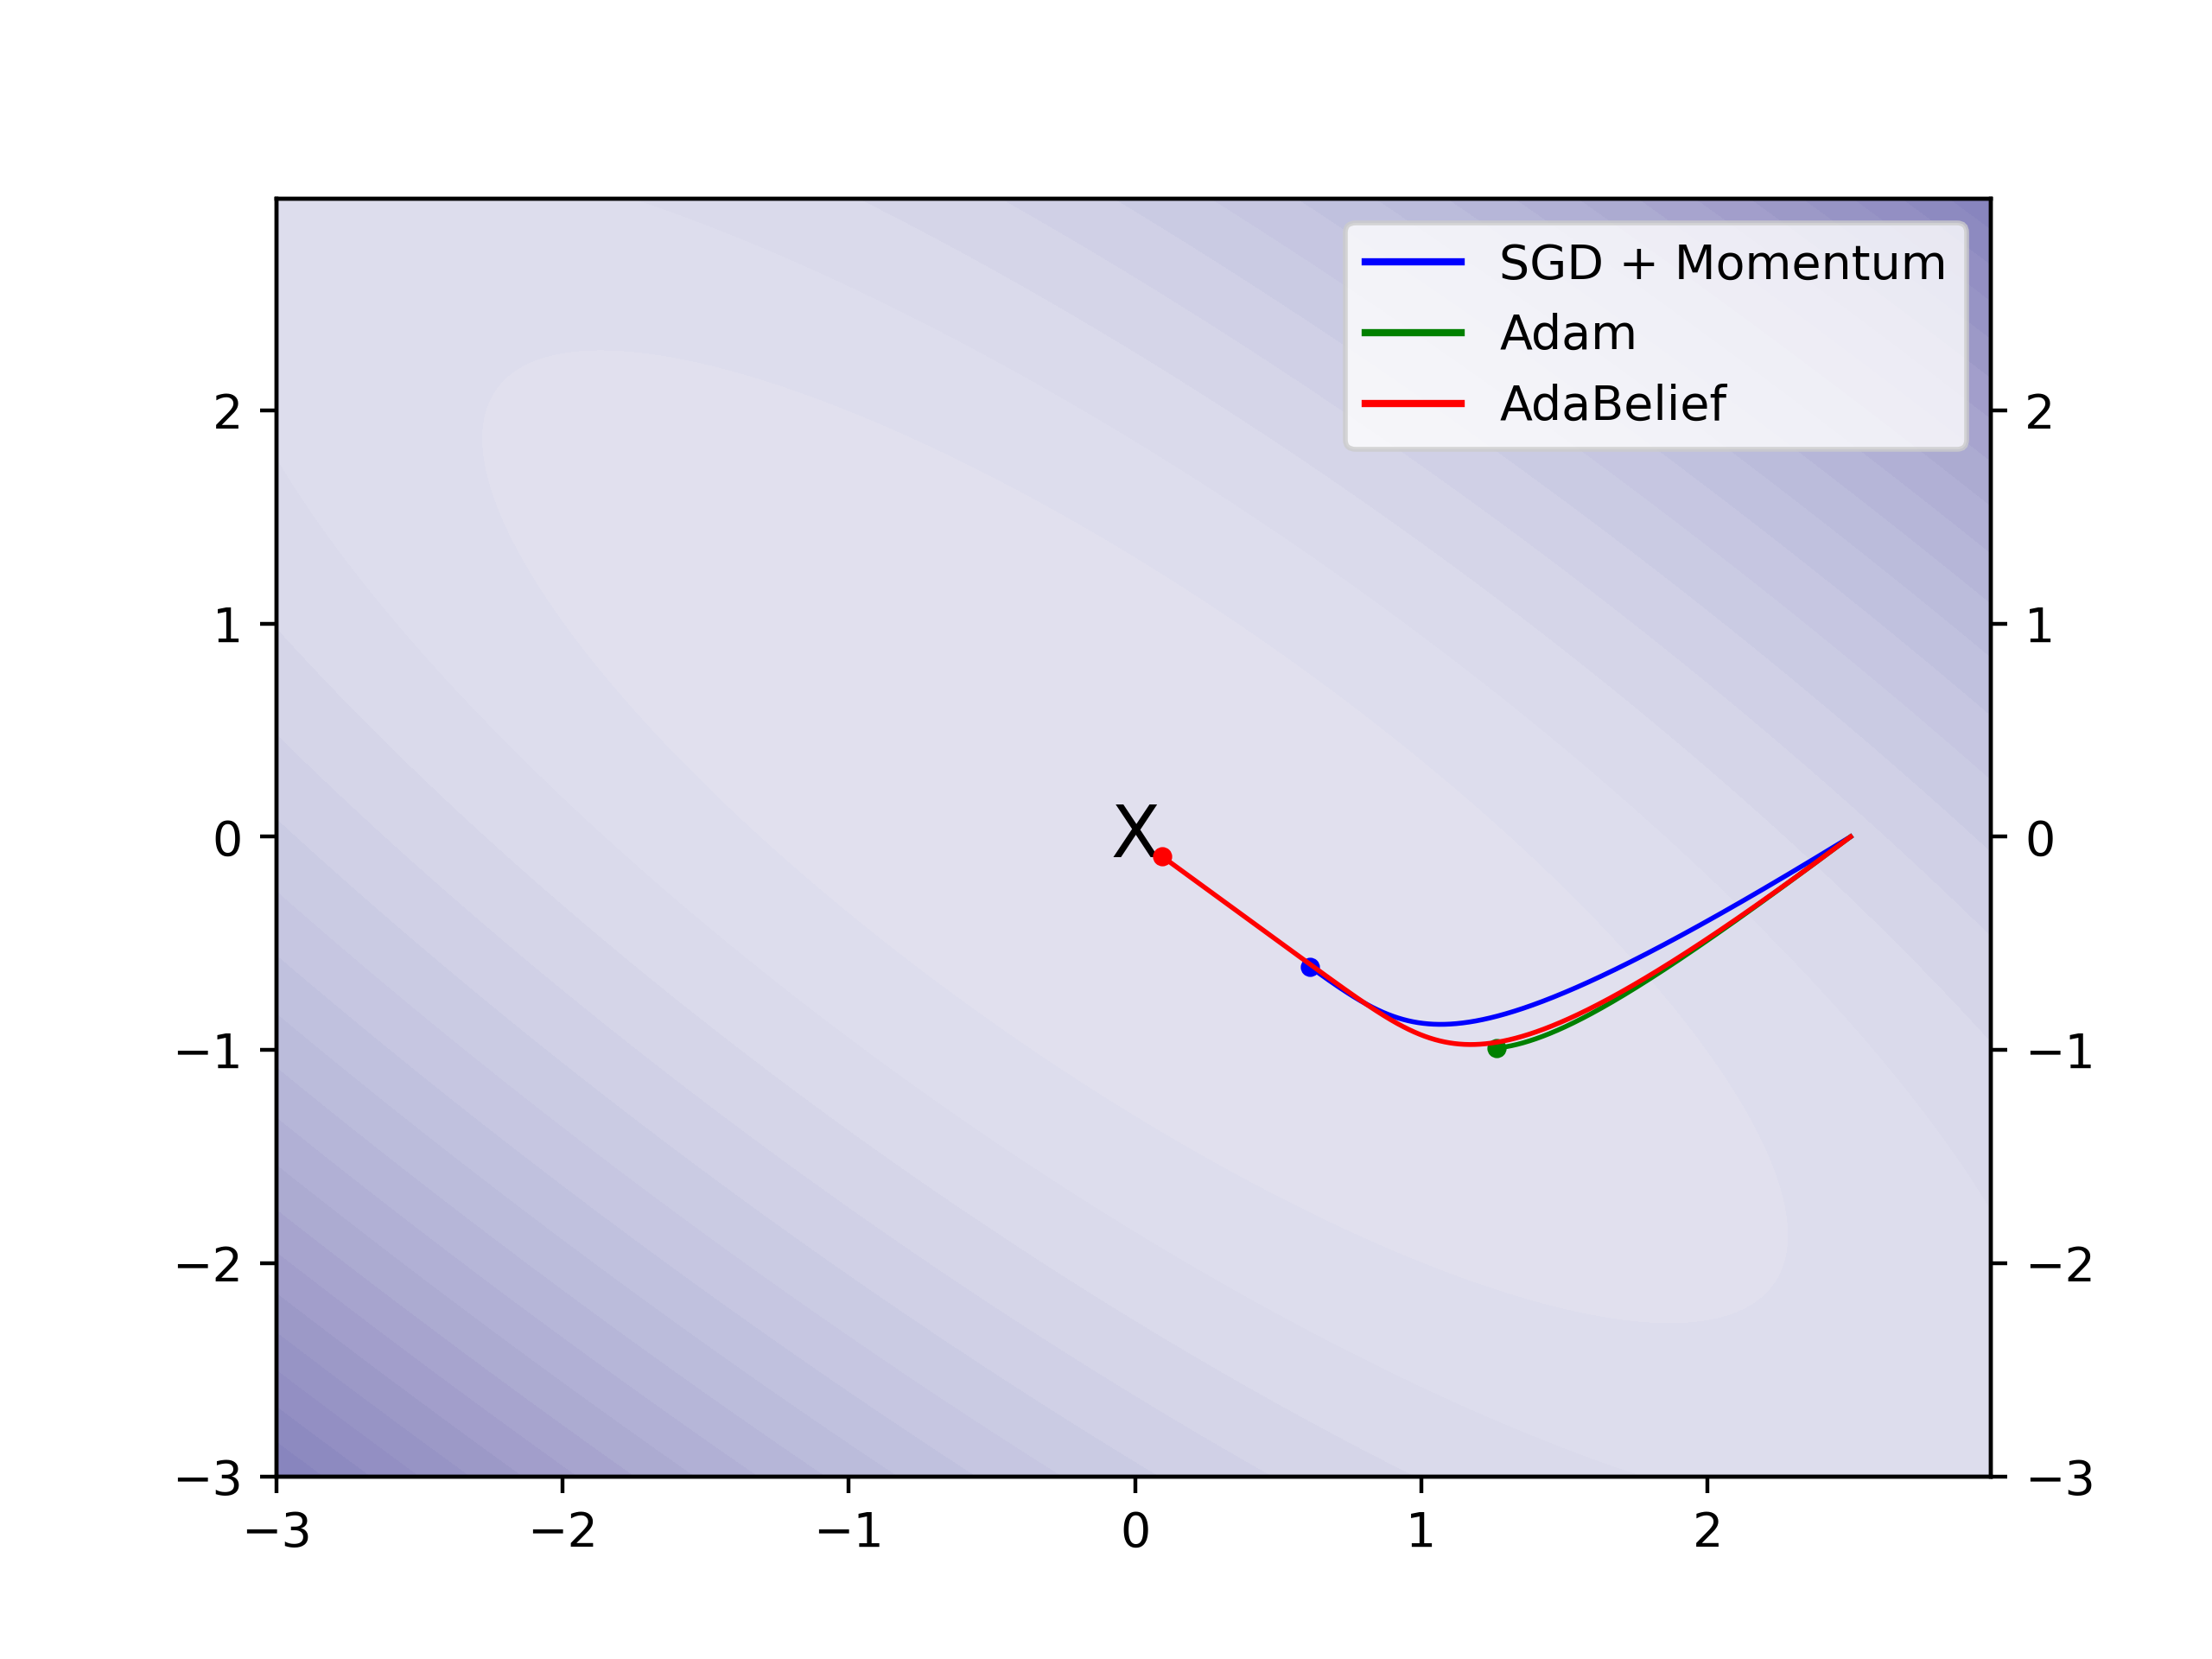 SGD + Momentum
Adam
AdaBelief
2 2
1 1
X
0 0
−1 −1
−2 −2
−3 −3
−3 −2 −1 0 1 2